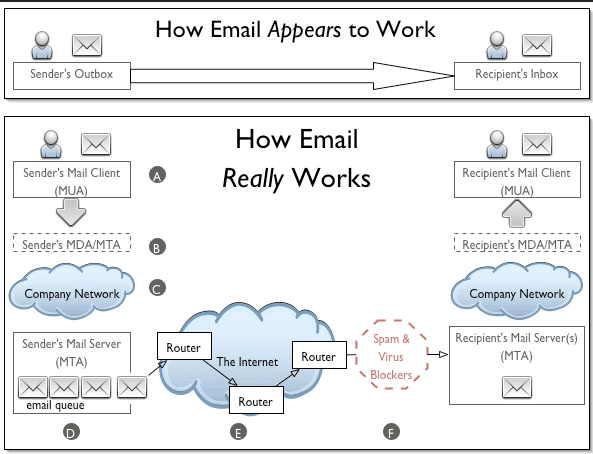 How Email Appears to Work
Sender's Outbox
Recipient's Inbox
How Email
Really Works
Sender's Mail Client
(MUA)
A
Recipient's Mail Client
(MUA)
Sender's MDA/MTA
B
Recipient's MDA/MTA
Company Network
C
Company Network
Sender's Mail Server
(MTA)
email queue
Router
The Internet
Router
Router
Spam &
Virus
Blockers
Recipient's Mail Server(s)
(MTA)
D
E
F